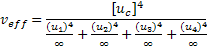 v_eff = [u_c]^4 / ( (u_1)^4/∞ + (u_2)^4/∞ + (u_3)^4/∞ + (u_4)^4/∞ )